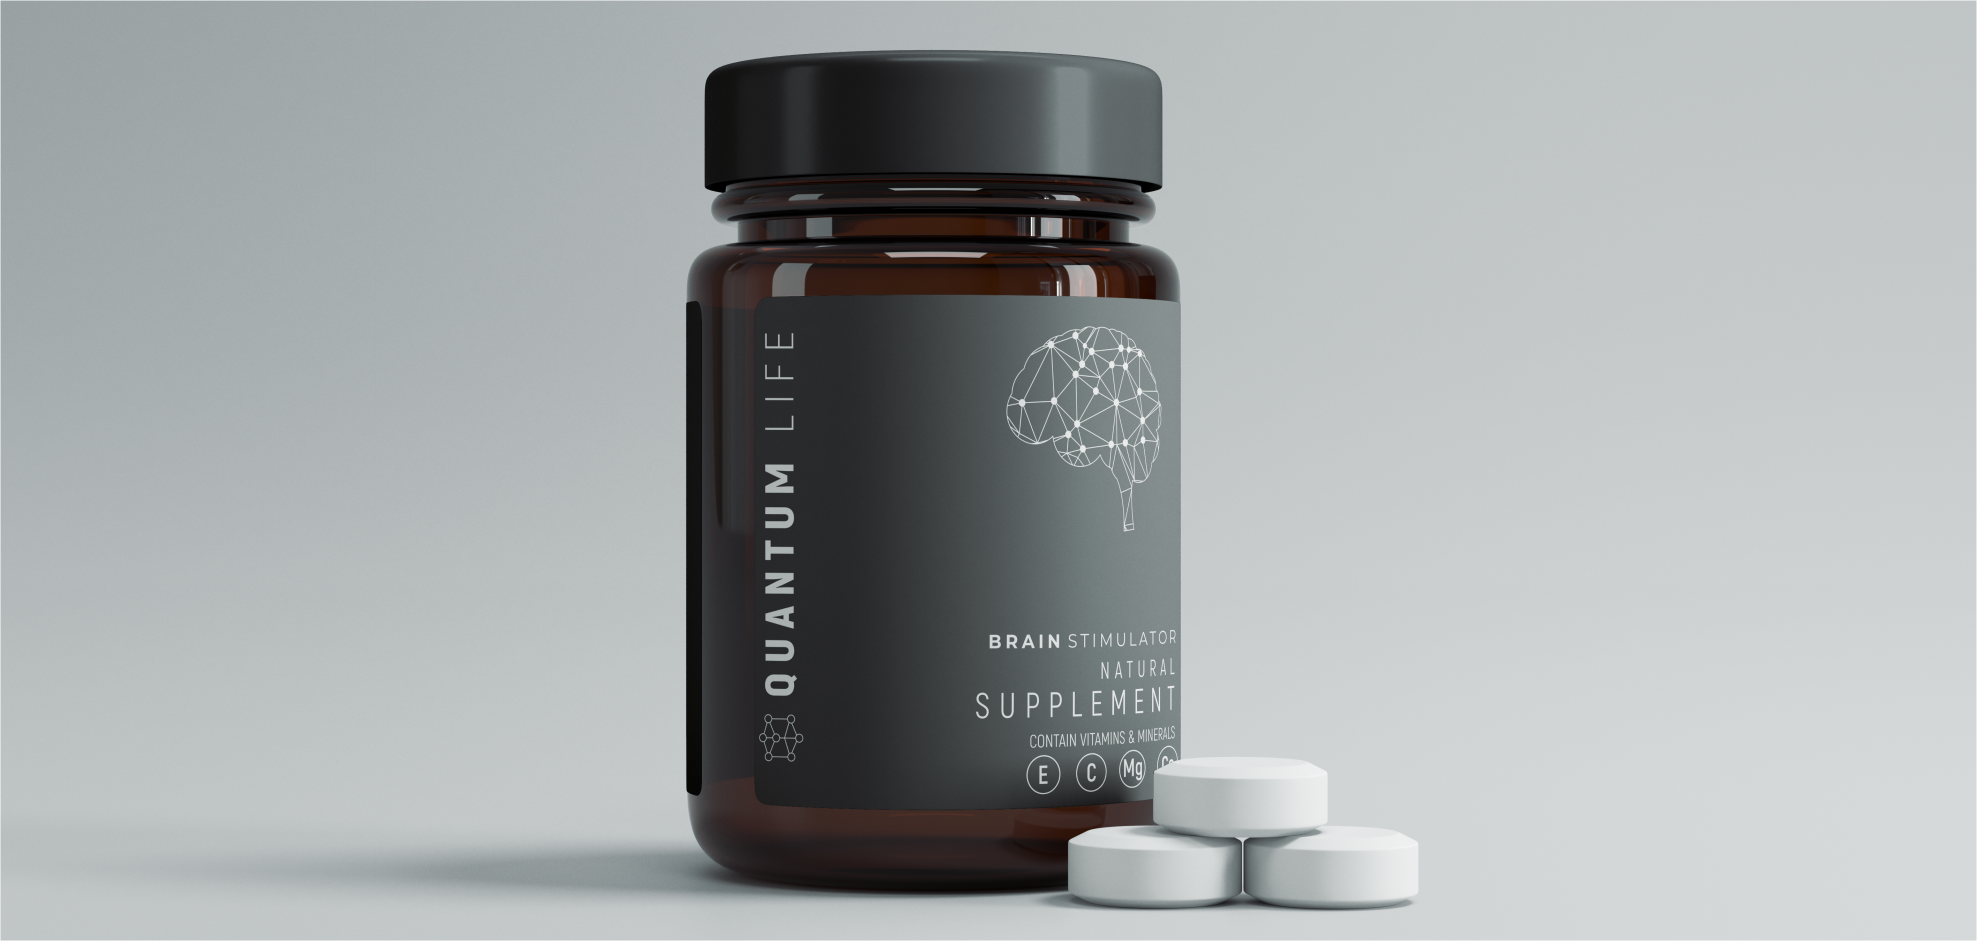 QUANTUM LIFE
BRAIN STIMULATOR
NATURAL
SUPPLEMENT
CONTAIN VITAMINS & MINERALS
E C Mg